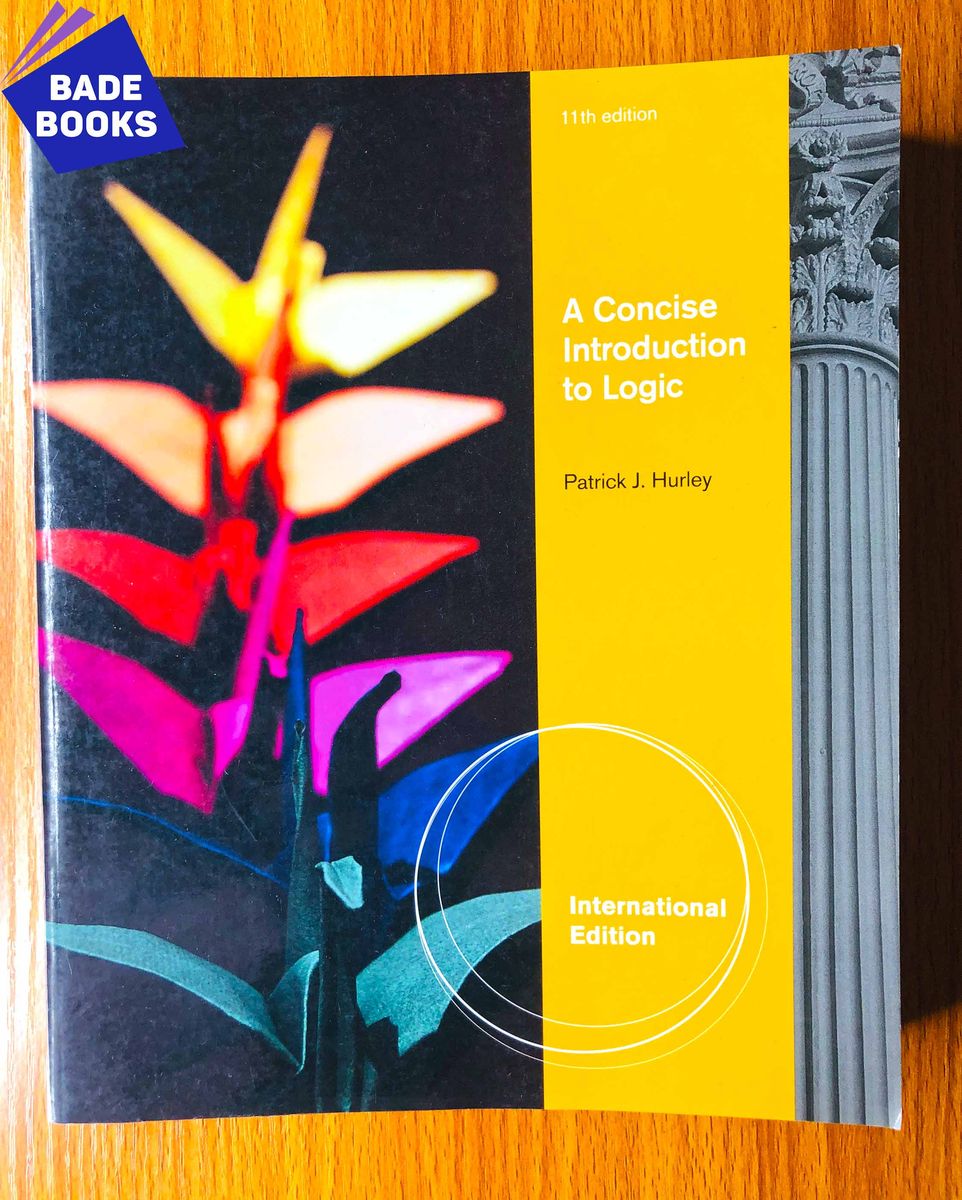 BADE
BOOKS
11th edition
A Concise
Introduction
to Logic
Patrick J. Hurley
International
Edition